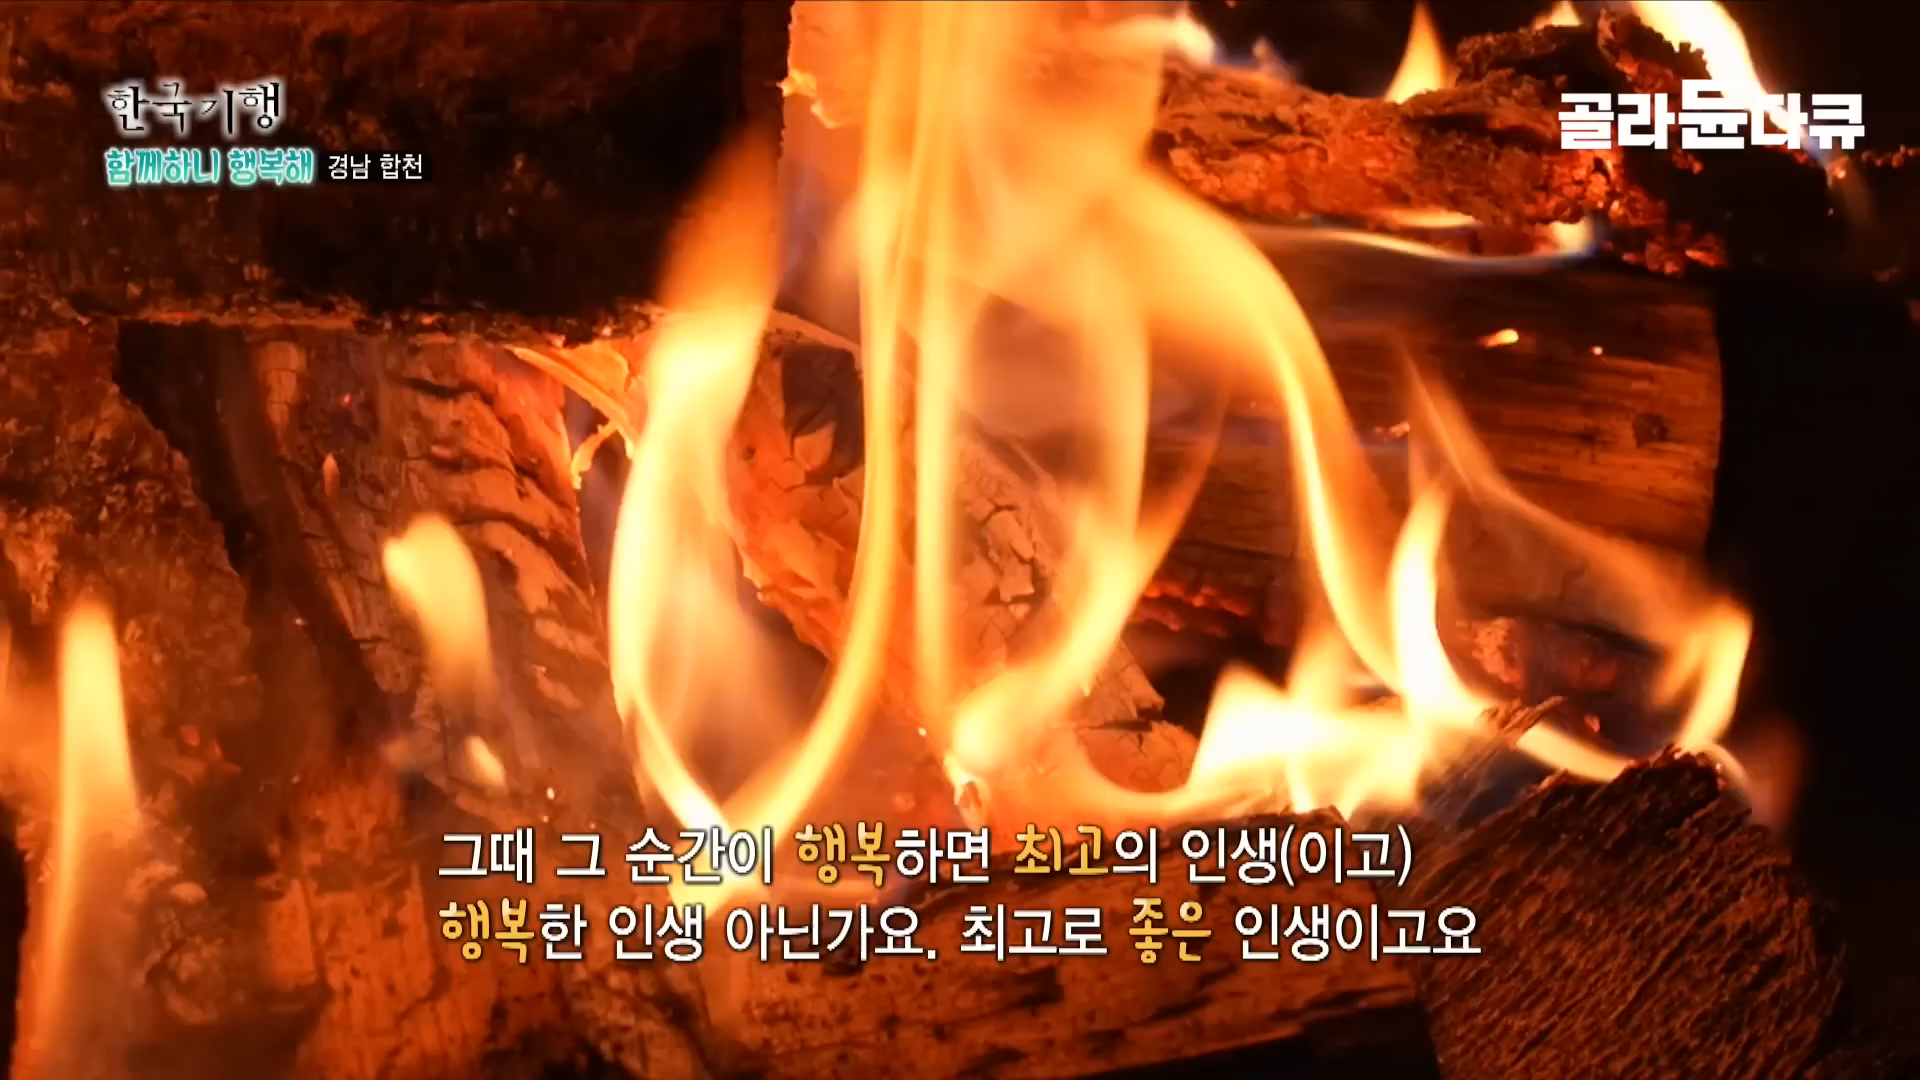 한국기행
함께하니 행복해 경남 합천
골라듄다큐
그때 그 순간이 행복하면 최고의 인생(이고)
행복한 인생 아닌가요. 최고로 좋은 인생이고요